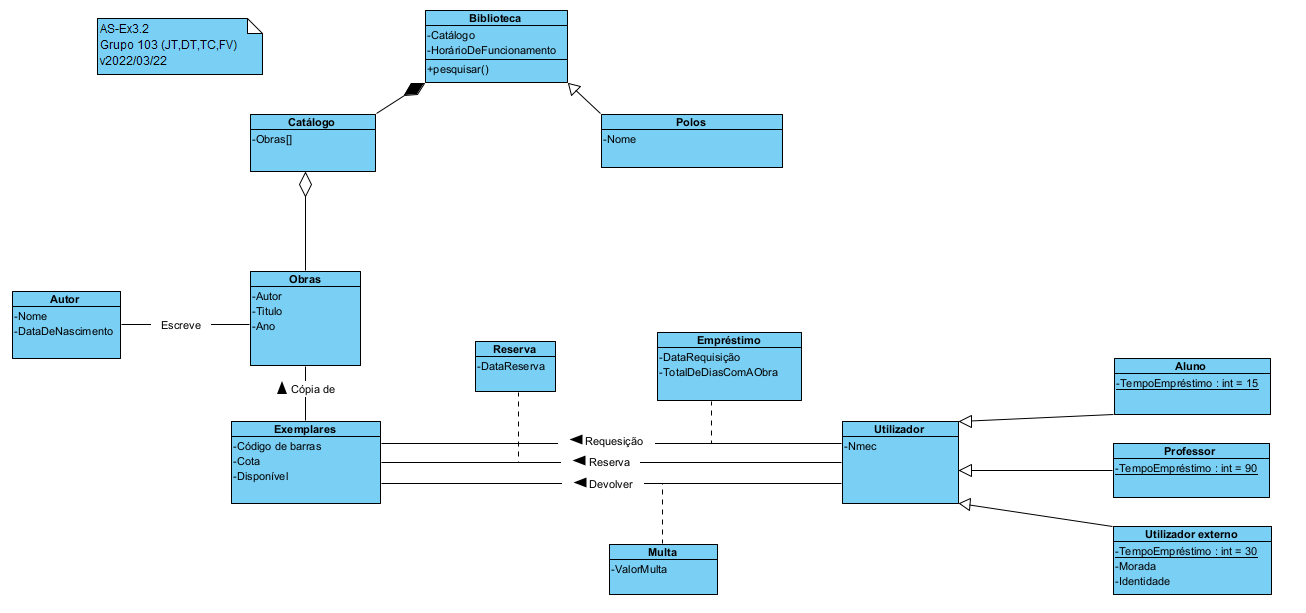 AS-Ex3.2
Grupo 103 (JT,DT,TC,FV)
v2022/03/22
Biblioteca
-Catálogo
-HorárioDeFuncionamento
+pesquisar()
Catálogo
-Obras[]
Polos
-Nome
Obras
-Autor
-Titulo
-Ano
Autor
-Nome
-DataDeNascimento
Escreve
Cópia de
Reserva
-DataReserva
Empréstimo
-DataRequisição
-TotalDeDiasComAObra
Aluno
-TempoEmpréstimo : int = 15
Exemplares
-Código de barras
-Cota
-Disponível
Requesição
Reserva
Devolver
Utilizador
-Nmec
Professor
-TempoEmpréstimo : int = 90
Multa
-ValorMulta
Utilizador externo
-TempoEmpréstimo : int = 30
-Morada
-Identidade